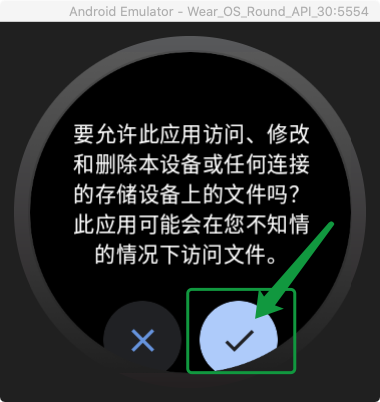 Android Emulator - Wear_OS_Round_API_30:5554
要允许此应用访问、修改
和删除本设备或任何连接
的存储设备上的文件吗？
此应用可能会在您不知情
的情况下访问文件。